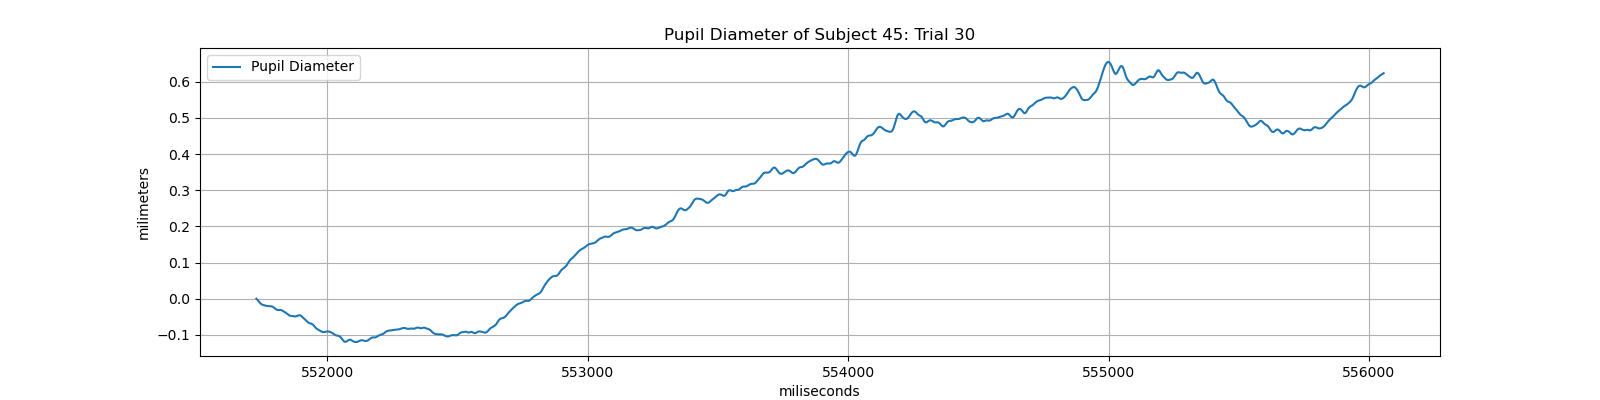 Pupil Diameter of Subject 45: Trial 30
Pupil Diameter
milimeters
0.6
0.5
0.4
0.3
0.2
0.1
0.0
−0.1
552000 553000 554000 555000 556000
miliseconds